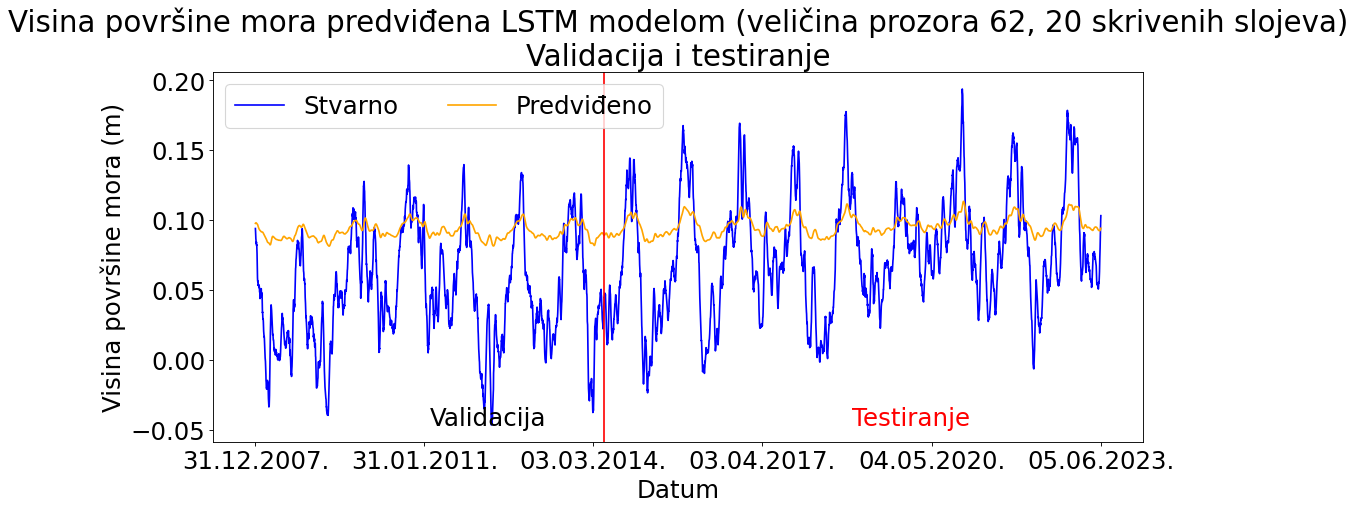 Visina površine mora predviđena LSTM modelom (veličina prozora 62, 20 skrivenih slojeva)
Validacija i testiranje
Stvarno
Predviđeno
Visina površine mora (m)
0.20
0.15
0.10
0.05
0.00
−0.05
Validacija
Testiranje
31.12.2007.
31.01.2011.
03.03.2014.
03.04.2017.
04.05.2020.
05.06.2023.
Datum